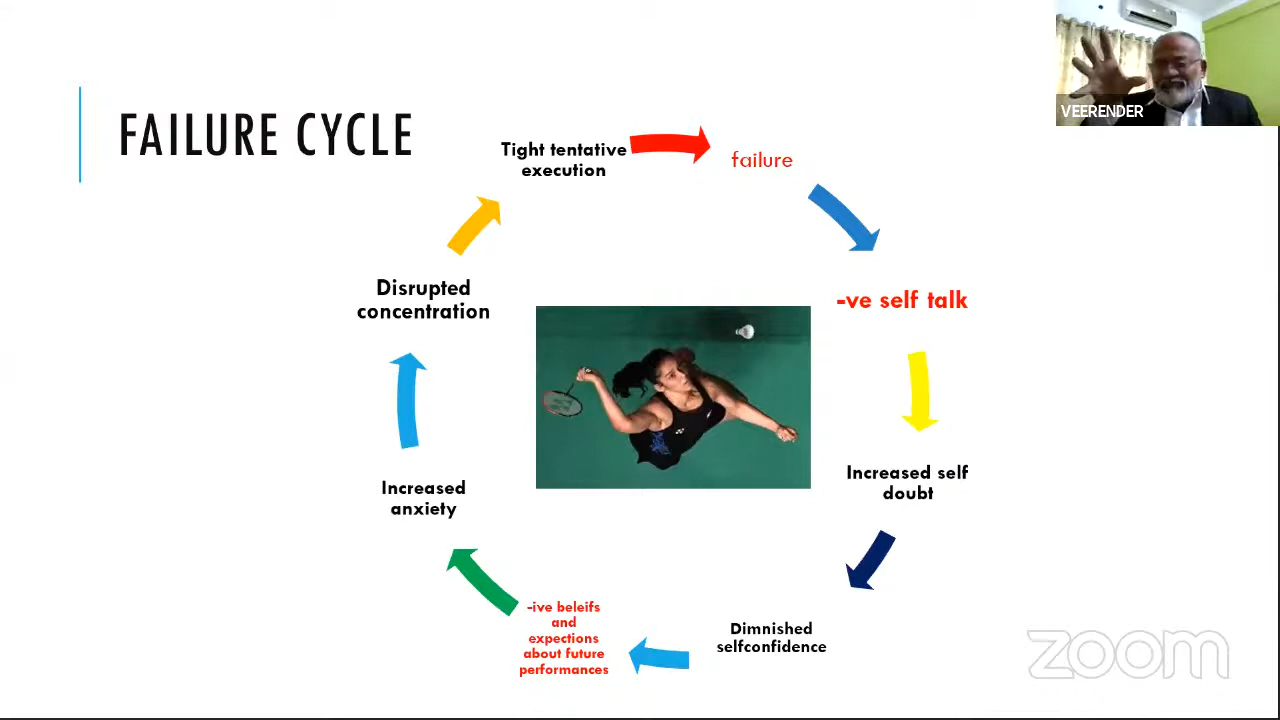 FAILURE CYCLE
VEERENDER
Tight tentative
execution
failure
-ve self talk
Increased self
doubt
Dimnished
selfconfidence
-ive beleifs
and
expections
about future
performances
Increased
anxiety
Disrupted
concentration
zoom